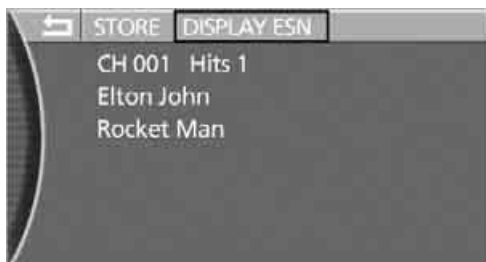 STORE DISPLAY ESN
CH 001 Hits 1
Elton John
Rocket Man